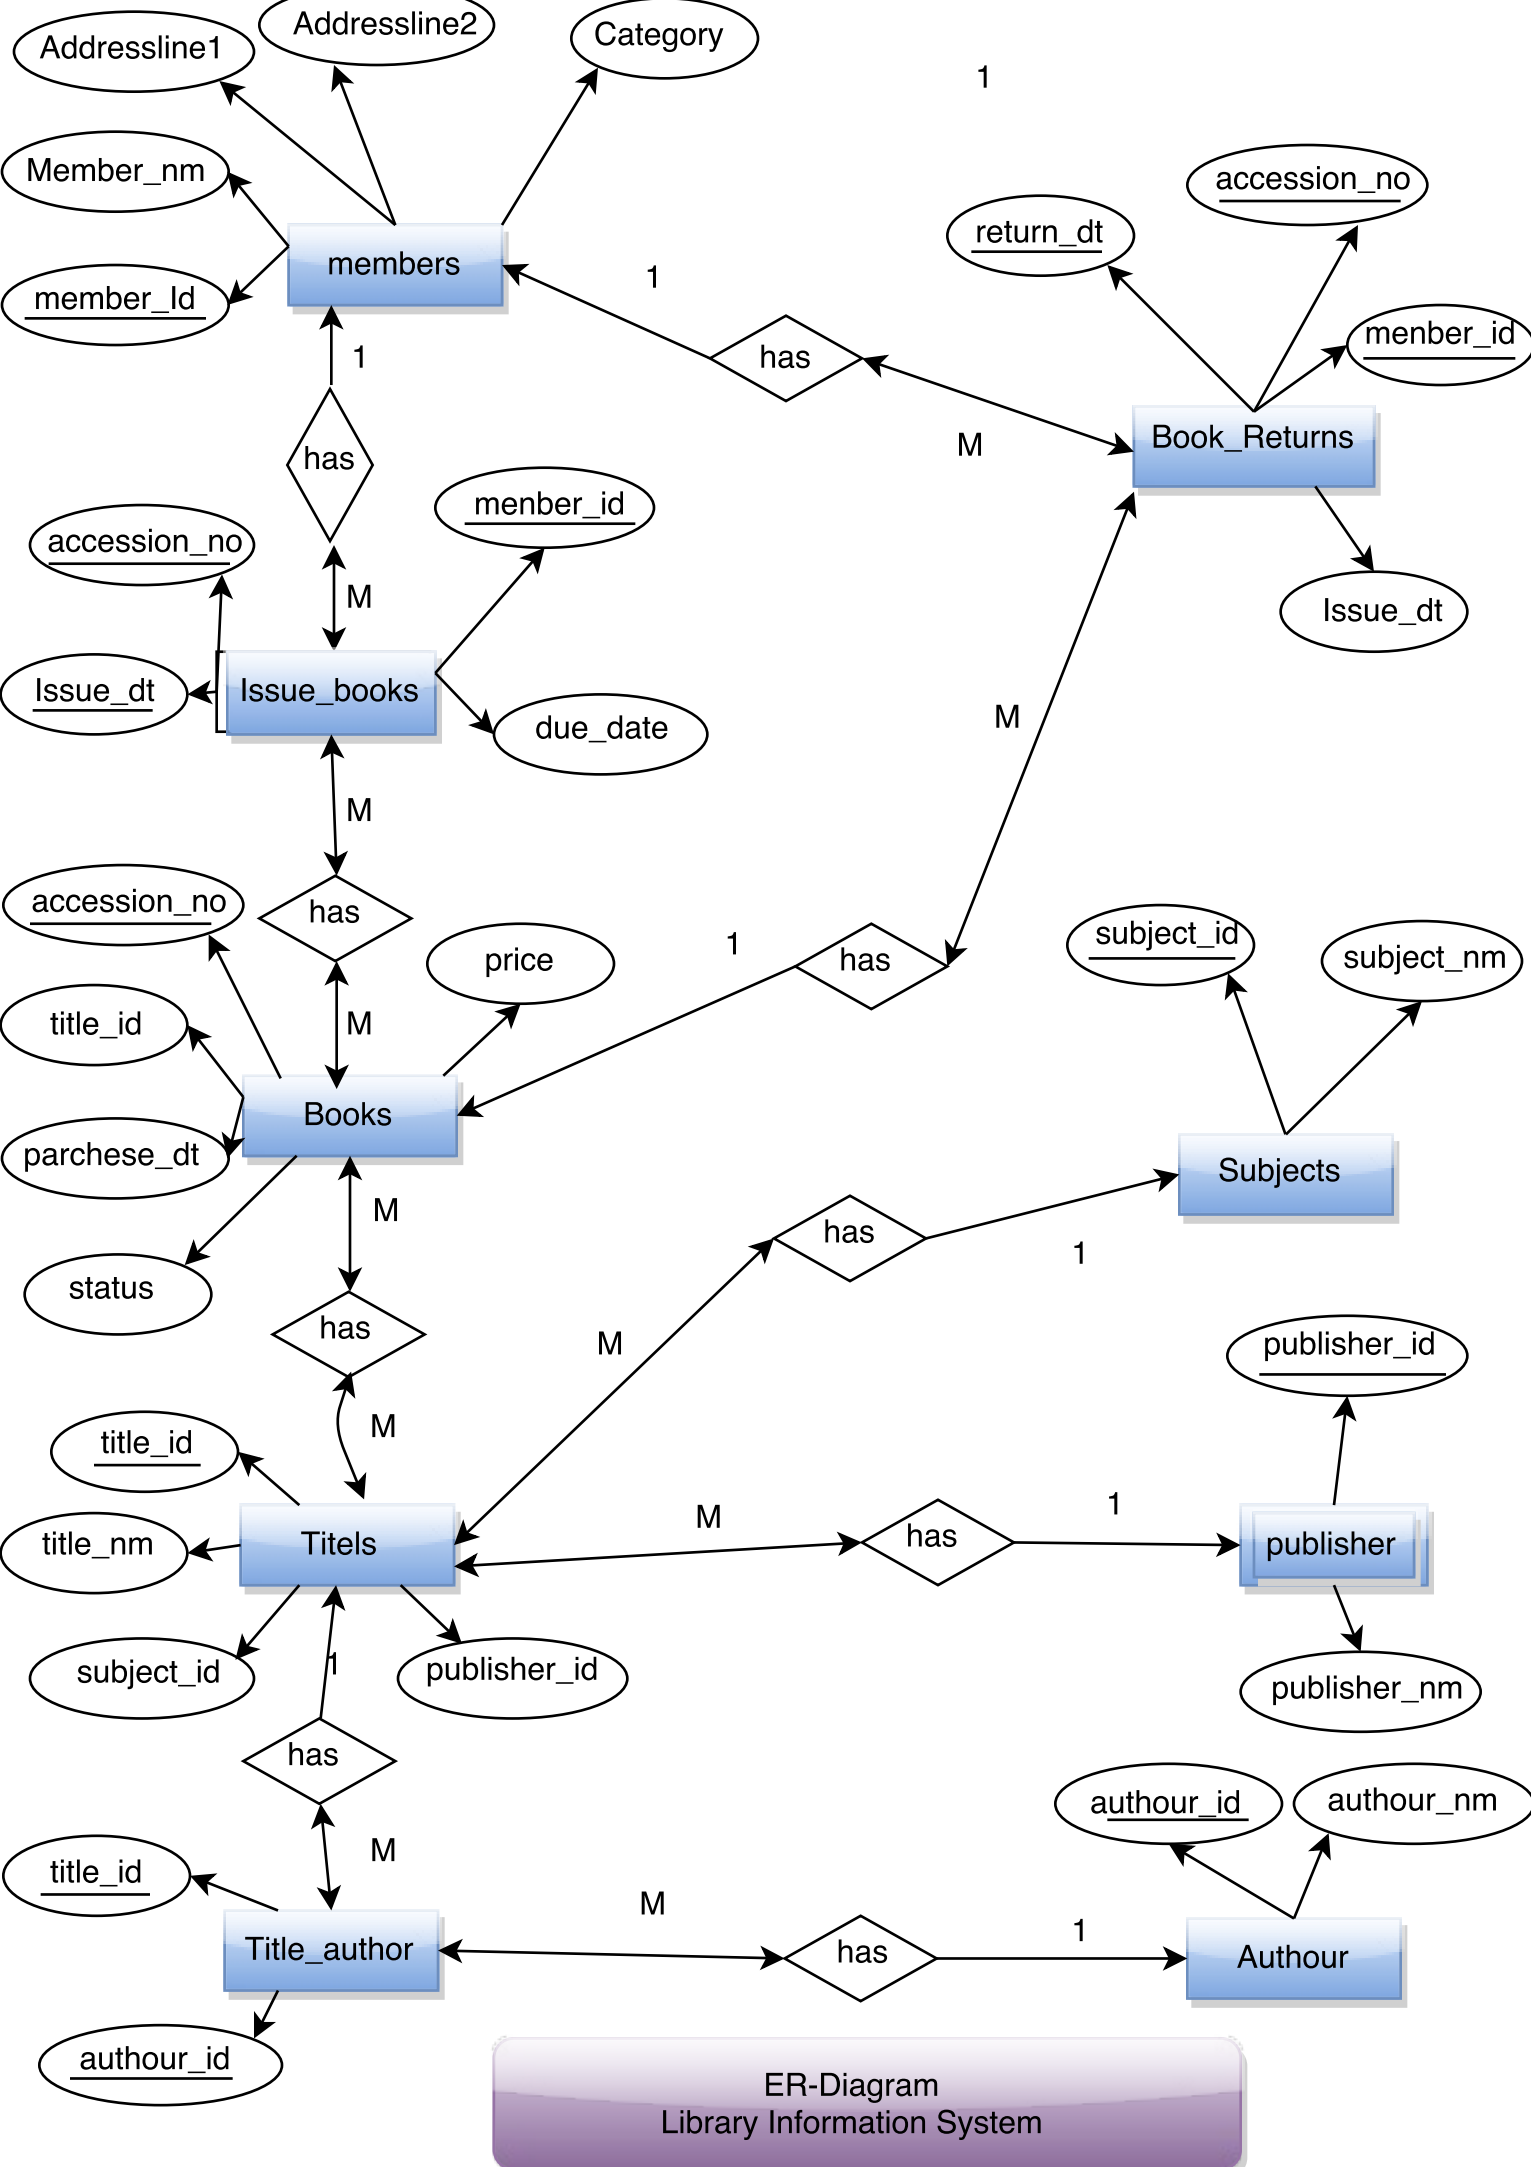 Addressline1
Addressline2
Category
1
Member_nm
accession_no
return_dt
member_Id
members
1
menber_id
1
has
Book_Returns
M
has
menber_id
accession_no
M
Issue_dt
Issue_dt
Issue_books
due_date
M
M
accession_no
has
price
1
has
subject_id
subject_nm
title_id
M
Books
parchese_dt
Subjects
M
has
1
status
has
M
publisher_id
M
title_id
M
1
title_nm
Titels
has
publisher
subject_id
1
publisher_id
publisher_nm
has
authour_id
authour_nm
M
title_id
M
1
Title_author
has
Authour
authour_id
ER-Diagram
Library Information System